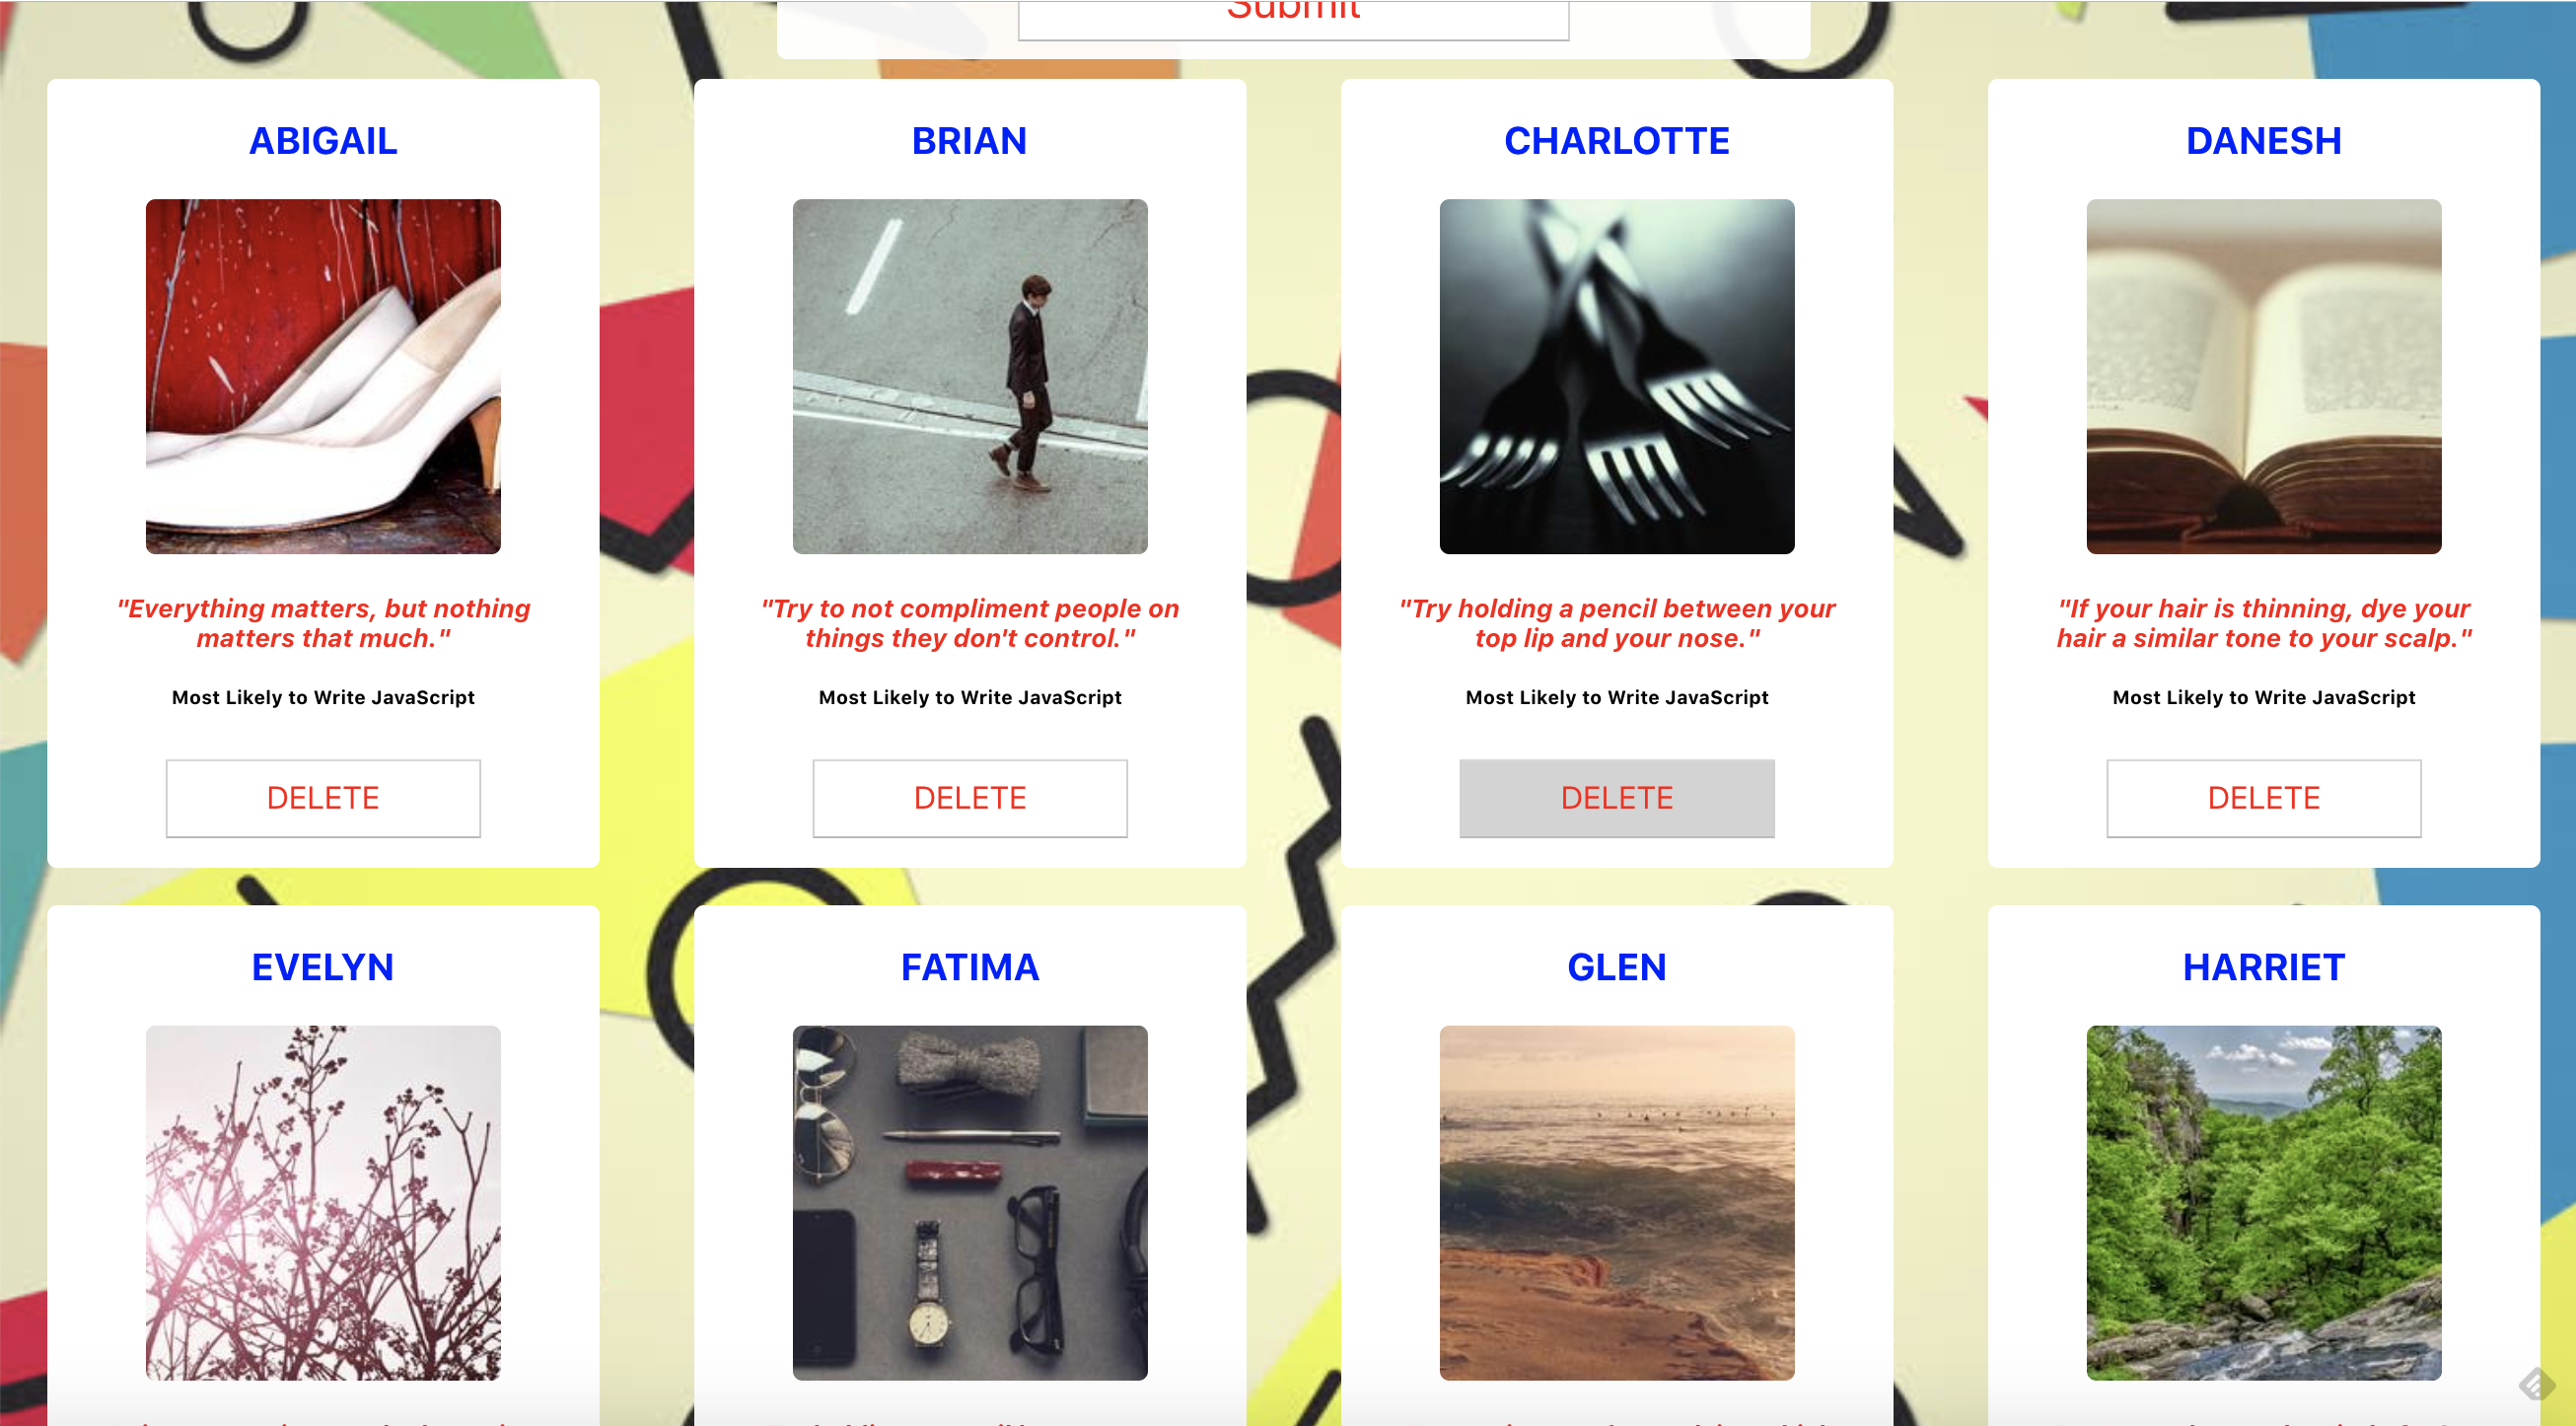 Submit
ABIGAIL
BRIAN
CHARLOTTE
DANESH
"Everything matters, but nothing
matters that much."
"Try to not compliment people on
things they don't control."
"Try holding a pencil between your
top lip and your nose."
"If your hair is thinning, dye your
hair a similar tone to your scalp."
Most Likely to Write JavaScript
Most Likely to Write JavaScript
Most Likely to Write JavaScript
Most Likely to Write JavaScript
DELETE
DELETE
DELETE
DELETE
EVELYN
FATIMA
GLEN
HARRIET